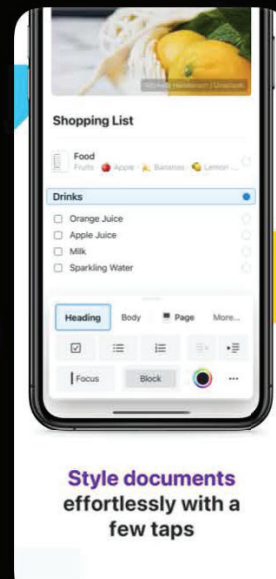 Shopping List
Food
Fruits 🍎 Apple 🍌 Bananas 🍋 Lemon ...
Drinks
Orange Juice
Apple Juice
Milk
Sparkling Water
Heading Body Page More...
Focus Block
Style documents
effortlessly with a
few taps